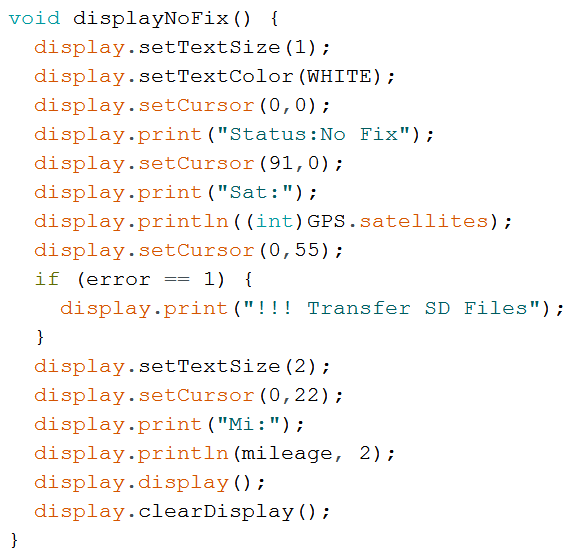 void displayNoFix() {
  display.setTextSize(1);
  display.setTextColor(WHITE);
  display.setCursor(0,0);
  display.print("Status:No Fix");
  display.setCursor(91,0);
  display.print("Sat:");
  display.println((int)GPS.satellites);
  display.setCursor(0,55);
  if (error == 1) {
    display.print("!!! Transfer SD Files");
  }
  display.setTextSize(2);
  display.setCursor(0,22);
  display.print("Mi:");
  display.println(mileage, 2);
  display.display();
  display.clearDisplay();
}